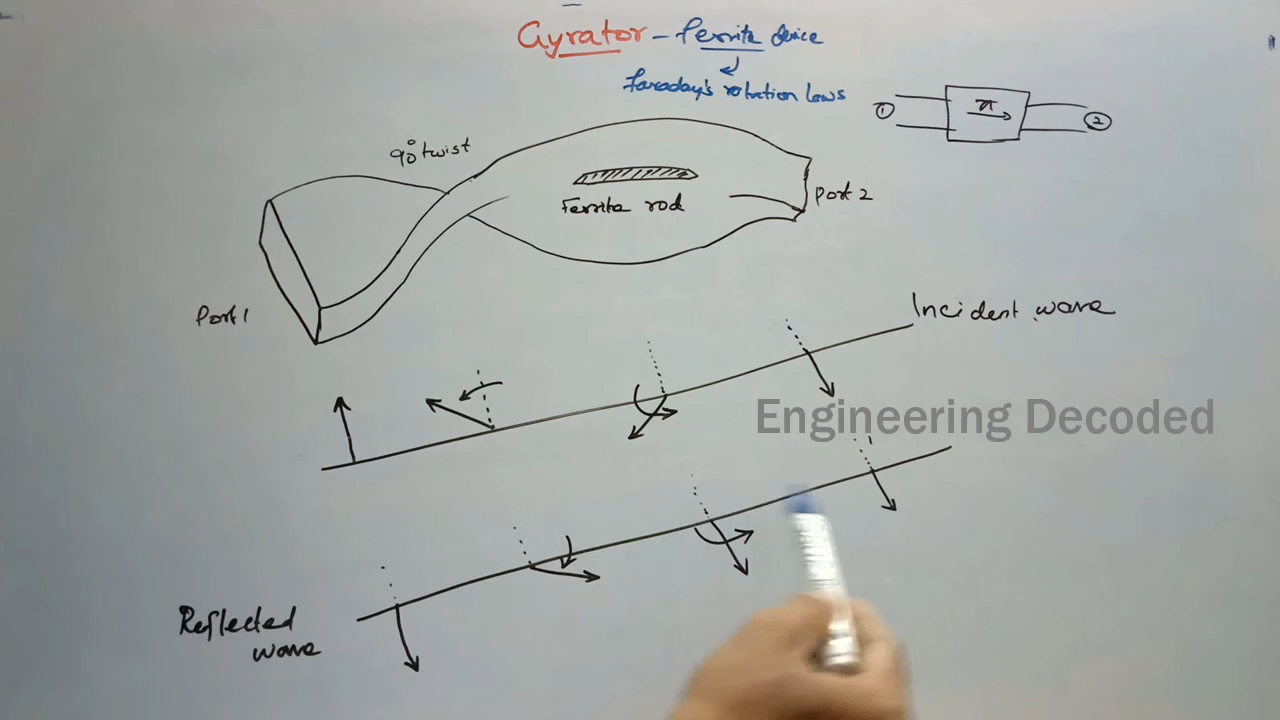 Gyrator - Ferrite device
Faraday's rotation laws
1
π
2
90° twist
Ferrite rod
Port 2
Port 1
Incident wave
Engineering Decoded
Reflected
wave